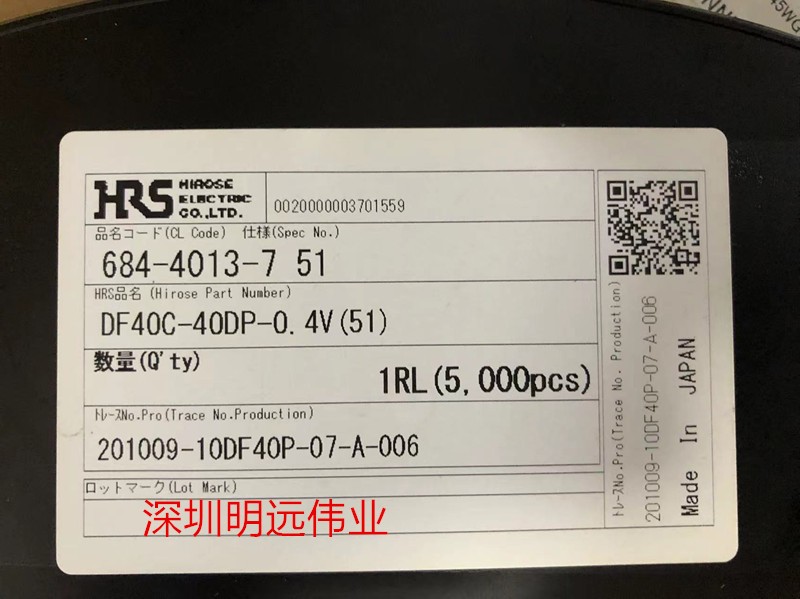 HRS HIROSE
ELECTRIC
CO.,LTD.
0020000003701559
品名コード(CL Code) 仕様(Spec No.)
684-4013-7 51
HRS品名 (Hirose Part Number)
DF40C-40DP-0.4V(51)
数量(Q'ty)
1RL(5,000pcs)
トレースNo.Pro(Trace No.Production)
201009-10DF40P-07-A-006
ロットマーク(Lot Mark)
深圳明远伟业
トレースNo.Pro(Trace No. Production)
201009-10DF40P-07-A-006
Made In JAPAN
45WG